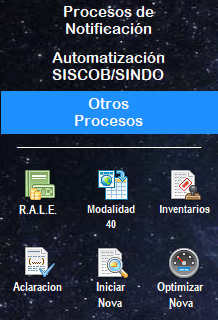 Procesos de
Notificación
Automatización
SISCOB/SINDO
Otros
Procesos
R.A.L.E.
Modalidad
40
Inventarios
Aclaracion
Iniciar
Nova
Optimizar
Nova